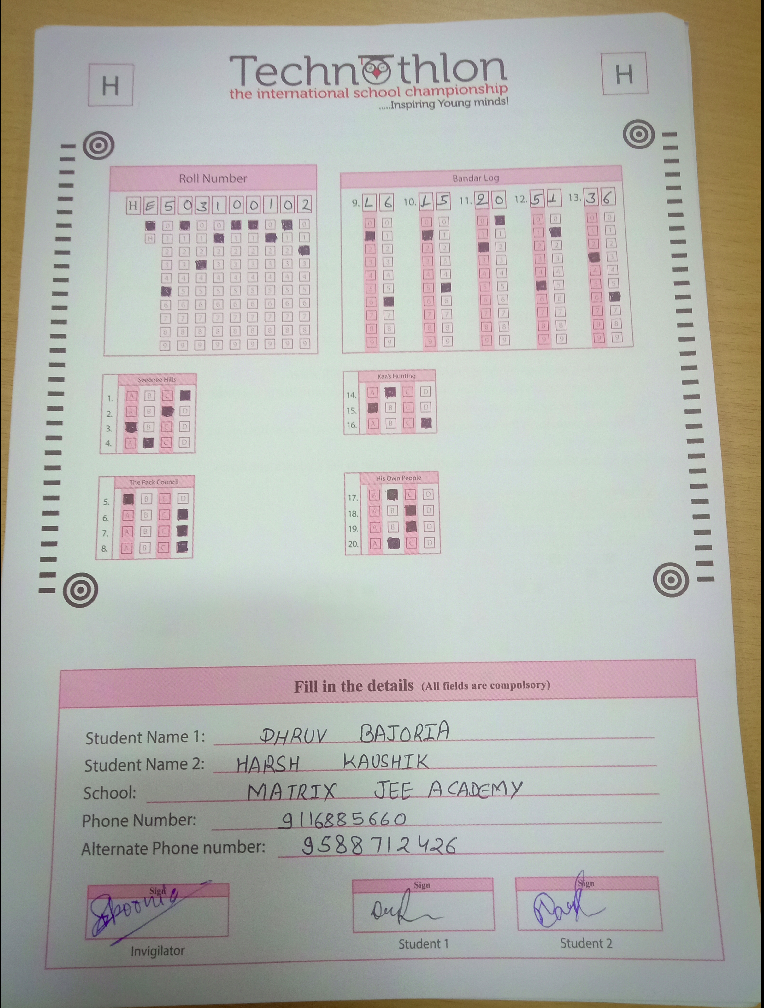 H
H
Technothlon
the international school championship
.....Inspiring Young minds!
Roll Number
H E 5 0 3 1 0 0 1 0 2
Bandar Log
9. 1 6 10. 1 5 11. 2 0 12. 5 1 13. 3 6
Seeonee Hills
1.
2.
3.
4.
Kaa's Hunting
14.
15.
16.
The Pack Council
5.
6.
7.
8.
His Own People
17.
18.
19.
20.
Fill in the details (All fields are compulsory)
Student Name 1: DHRUV BAJORIA
Student Name 2: HARSH KAUSHIK
School: MATRIX JEE ACADEMY
Phone Number: 9116885660
Alternate Phone number: 9588712426
Sign
Sign
Sign
Invigilator
Student 1
Student 2